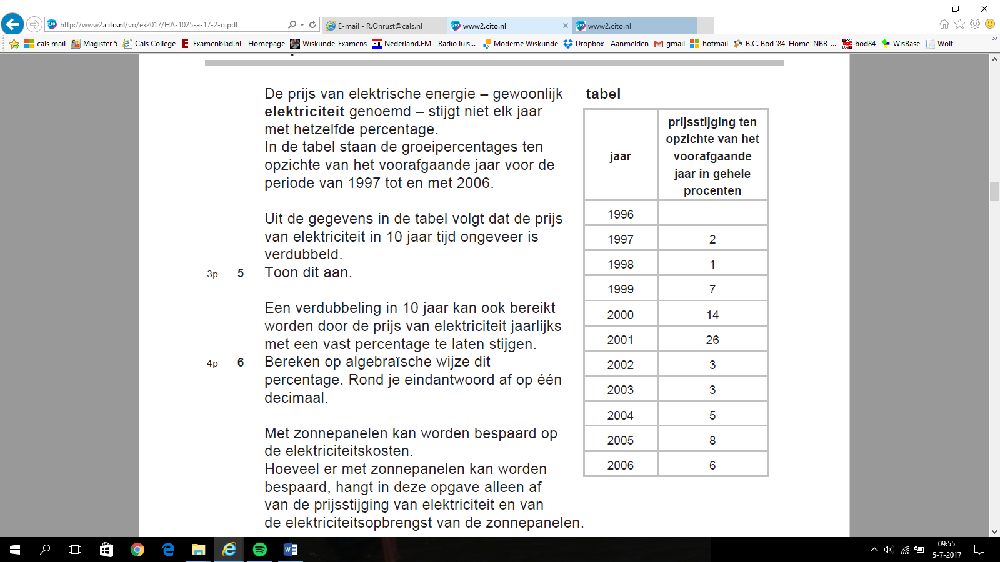 http://www2.cito.nl/vo/ex2017/HA-1025-a-17-2-o.pdf
E-mail - R.Onrust@cals.nl
www2.cito.nl
www2.cito.nl
cals mail
Magister 5
Cals College
Examenblad.nl - Homepage
Wiskunde-Examens
Nederland.FM - Radio luis...
Moderne Wiskunde
Dropbox - Aanmelden
gmail
hotmail
B.C. Bod '84 Home NBB-...
bod84
WisBase
Wolf
De prijs van elektrische energie – gewoonlijk
elektriciteit genoemd – stijgt niet elk jaar
met hetzelfde percentage.
In de tabel staan de groeipercentages ten
opzichte van het voorafgaande jaar voor de
periode van 1997 tot en met 2006.
Uit de gegevens in de tabel volgt dat de prijs
van elektriciteit in 10 jaar tijd ongeveer is
verdubbeld.
3p 5 Toon dit aan.
Een verdubbeling in 10 jaar kan ook bereikt
worden door de prijs van elektriciteit jaarlijks
met een vast percentage te laten stijgen.
4p 6 Bereken op algebraïsche wijze dit
percentage. Rond je eindantwoord af op één
decimaal.
Met zonnepanelen kan worden bespaard op
de elektriciteitskosten.
Hoeveel er met zonnepanelen kan worden
bespaard, hangt in deze opgave alleen af
van de prijsstijging van elektriciteit en van
de elektriciteitsopbrengst van de zonnepanelen.
tabel
jaar
prijsstijging ten
opzichte van het
voorafgaande
jaar in gehele
procenten
1996
1997 2
1998 1
1999 7
2000 14
2001 26
2002 3
2003 3
2004 5
2005 8
2006 6
09:55
5-7-2017